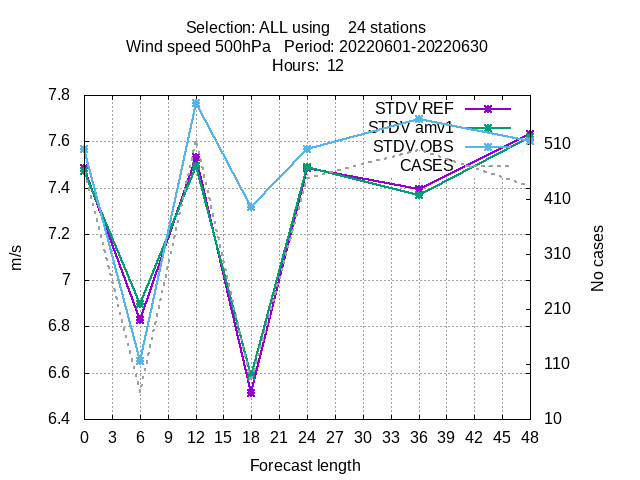 Selection: ALL using    24 stations
Wind speed 500hPa   Period: 20220601-20220630
Hours:  12
7.8
7.6
7.4
7.2
7
6.8
6.6
6.4
m/s
STDV REF
STDV amv1
STDV OBS
CASES
510
410
310
210
110
10
No cases
0 3 6 9 12 15 18 21 24 27 30 33 36 39 42 45 48
Forecast length